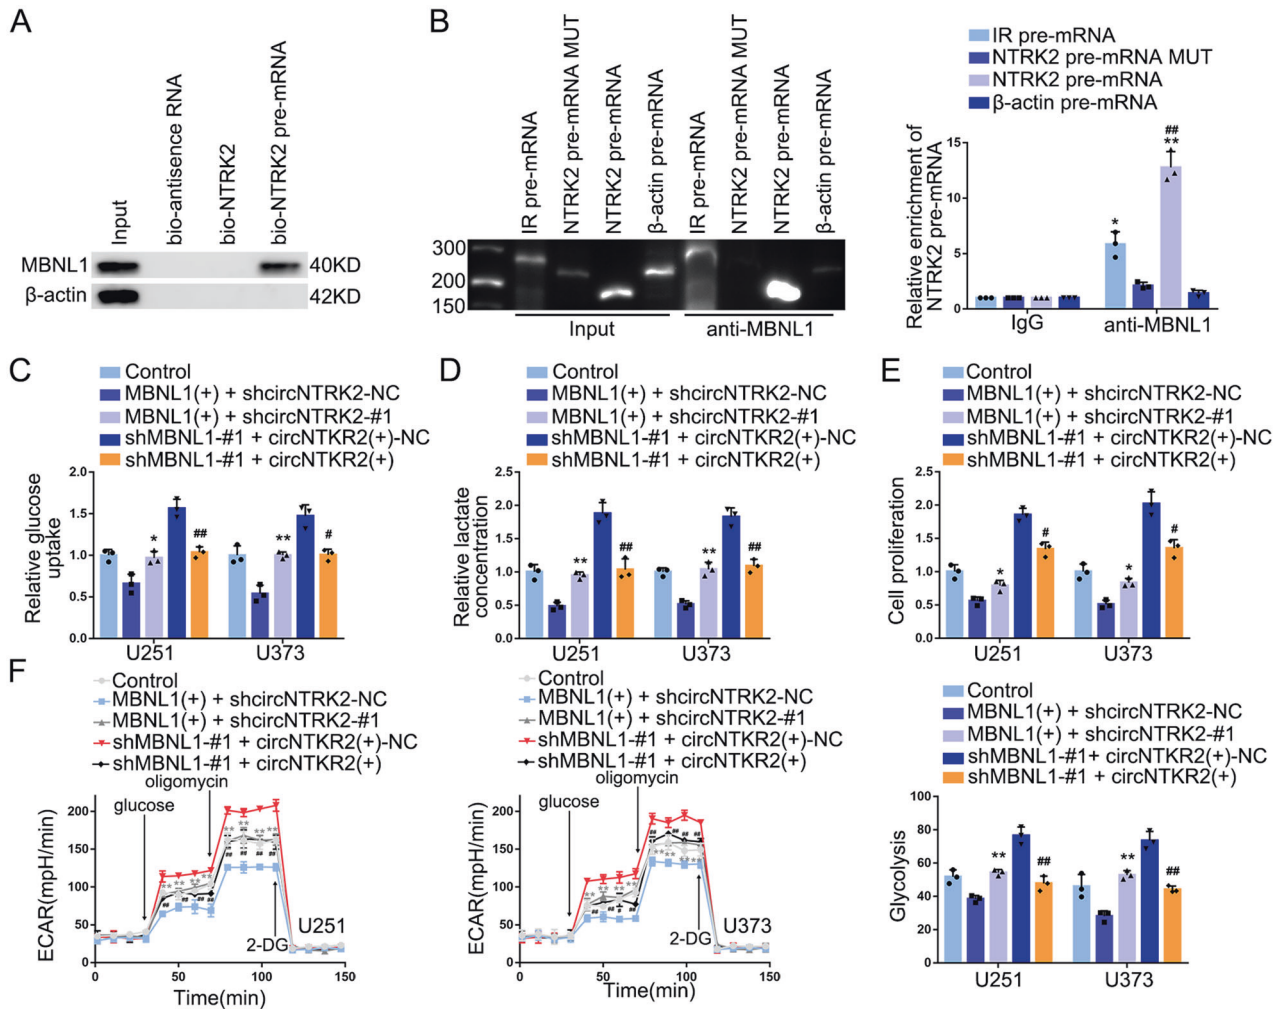 A
Input
bio-antisence RNA
bio-NTRK2
bio-NTRK2 pre-mRNA
MBNL1
40KD
β-actin
42KD
B
IR pre-mRNA
NTRK2 pre-mRNA MUT
NTRK2 pre-mRNA
β-actin pre-mRNA
IR pre-mRNA
NTRK2 pre-mRNA MUT
NTRK2 pre-mRNA
β-actin pre-mRNA
300
200
150
Input
anti-MBNL1
IR pre-mRNA
NTRK2 pre-mRNA MUT
NTRK2 pre-mRNA
β-actin pre-mRNA
Relative enrichment of
NTRK2 pre-mRNA
15
10
5
0
*
##
**
IgG
anti-MBNL1
C
Control
MBNL1(+) + shcircNTRK2-NC
MBNL1(+) + shcircNTRK2-#1
shMBNL1-#1 + circNTKR2(+)-NC
shMBNL1-#1 + circNTKR2(+)
Relative glucose
uptake
2.0
1.5
1.0
0.5
0.0
*
##
**
#
U251
U373
D
Control
MBNL1(+) + shcircNTRK2-NC
MBNL1(+) + shcircNTRK2-#1
shMBNL1-#1 + circNTKR2(+)-NC
shMBNL1-#1 + circNTKR2(+)
Relative lactate
concentration
2.5
2.0
1.5
1.0
0.5
0.0
**
##
**
##
U251
U373
E
Control
MBNL1(+) + shcircNTRK2-NC
MBNL1(+) + shcircNTRK2-#1
shMBNL1-#1 + circNTKR2(+)-NC
shMBNL1-#1 + circNTKR2(+)
Cell proliferation
2.5
2.0
1.5
1.0
0.5
0.0
*
#
*
#
U251
U373
F
Control
MBNL1(+) + shcircNTRK2-NC
MBNL1(+) + shcircNTRK2-#1
shMBNL1-#1 + circNTKR2(+)-NC
shMBNL1-#1 + circNTKR2(+)
oligomycin
glucose
ECAR(mpH/min)
200
150
100
50
0
2-DG
U251
0
50
100
150
Time(min)
Control
MBNL1(+) + shcircNTRK2-NC
MBNL1(+) + shcircNTRK2-#1
shMBNL1-#1 + circNTKR2(+)-NC
shMBNL1-#1 + circNTKR2(+)
oligomycin
glucose
ECAR(mpH/min)
200
150
100
50
0
2-DG
U373
0
50
100
150
Time(min)
Control
MBNL1(+) + shcircNTRK2-NC
MBNL1(+) + shcircNTRK2-#1
shMBNL1-#1+ circNTKR2(+)-NC
shMBNL1-#1 + circNTKR2(+)
Glycolysis
100
80
60
40
20
0
**
##
**
##
U251
U373